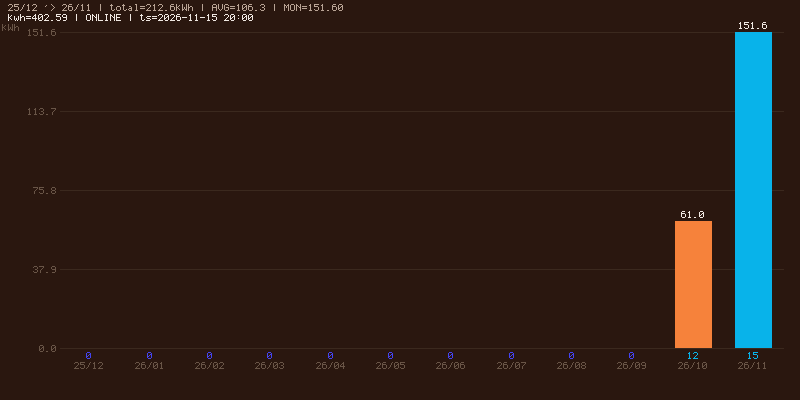 25/12 -> 26/11 | total=212.6KWh | AVG=106.3 | MON=151.60
Kwh=402.59 | ONLINE | ts=2026-11-15 20:00
KWh
151.6
151.6
113.7
75.8
61.0
37.9
0.0
0 0 0 0 0 0 0 0 0 0 12 15
25/12 26/01 26/02 26/03 26/04 26/05 26/06 26/07 26/08 26/09 26/10 26/11